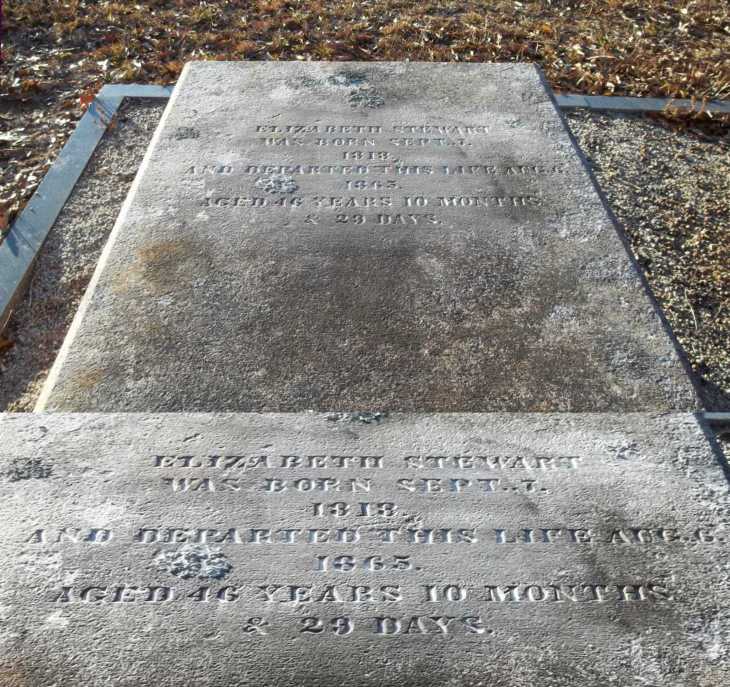 ELIZABETH STEWART
WAS BORN SEPT. 7.
1818.
AND DEPARTED THIS LIFE AUG. 6.
1865.
AGED 46 YEARS 10 MONTHS
& 29 DAYS.
ELIZABETH STEWART
WAS BORN SEPT. 7.
1818.
AND DEPARTED THIS LIFE AUG. 6.
1865.
AGED 46 YEARS 10 MONTHS
& 29 DAYS.